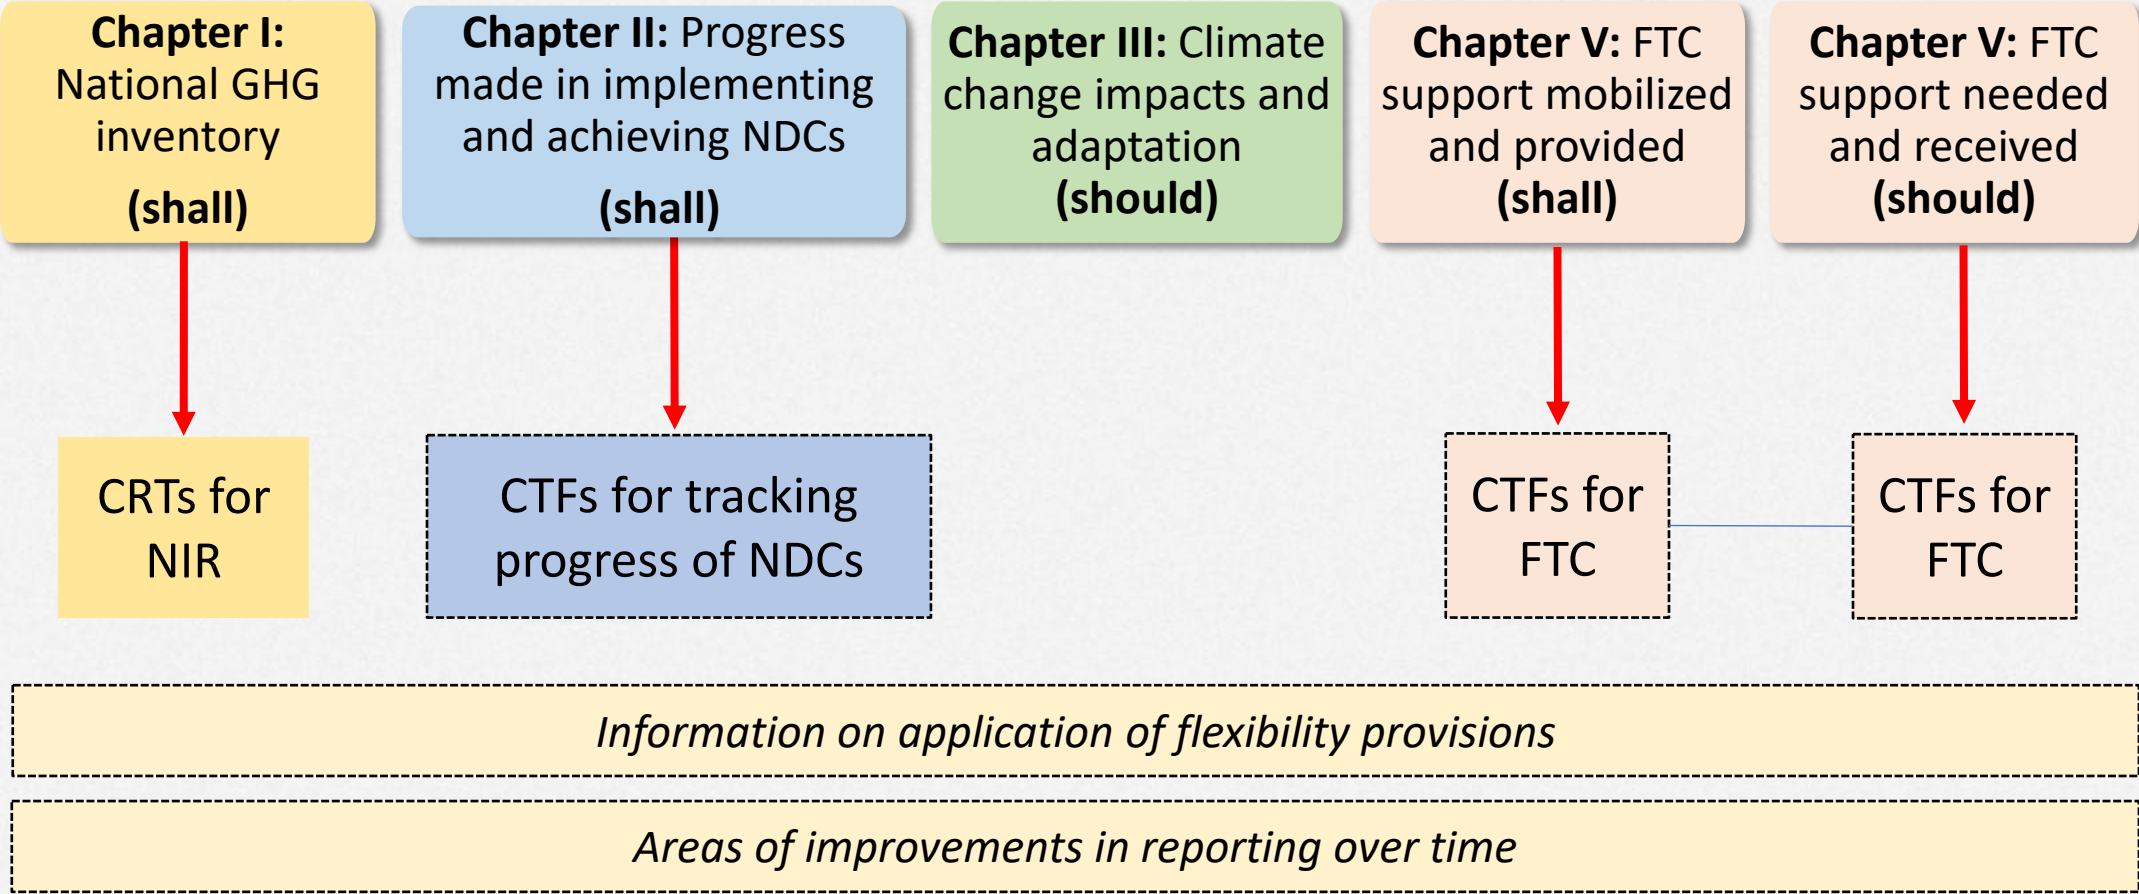 Chapter I:
National GHG
inventory
(shall)
Chapter II: Progress
made in implementing
and achieving NDCs
(shall)
Chapter III: Climate
change impacts and
adaptation
(should)
Chapter V: FTC
support mobilized
and provided
(shall)
Chapter V: FTC
support needed
and received
(should)
CRTs for
NIR
CTFs for tracking
progress of NDCs
CTFs for
FTC
CTFs for
FTC
Information on application of flexibility provisions
Areas of improvements in reporting over time